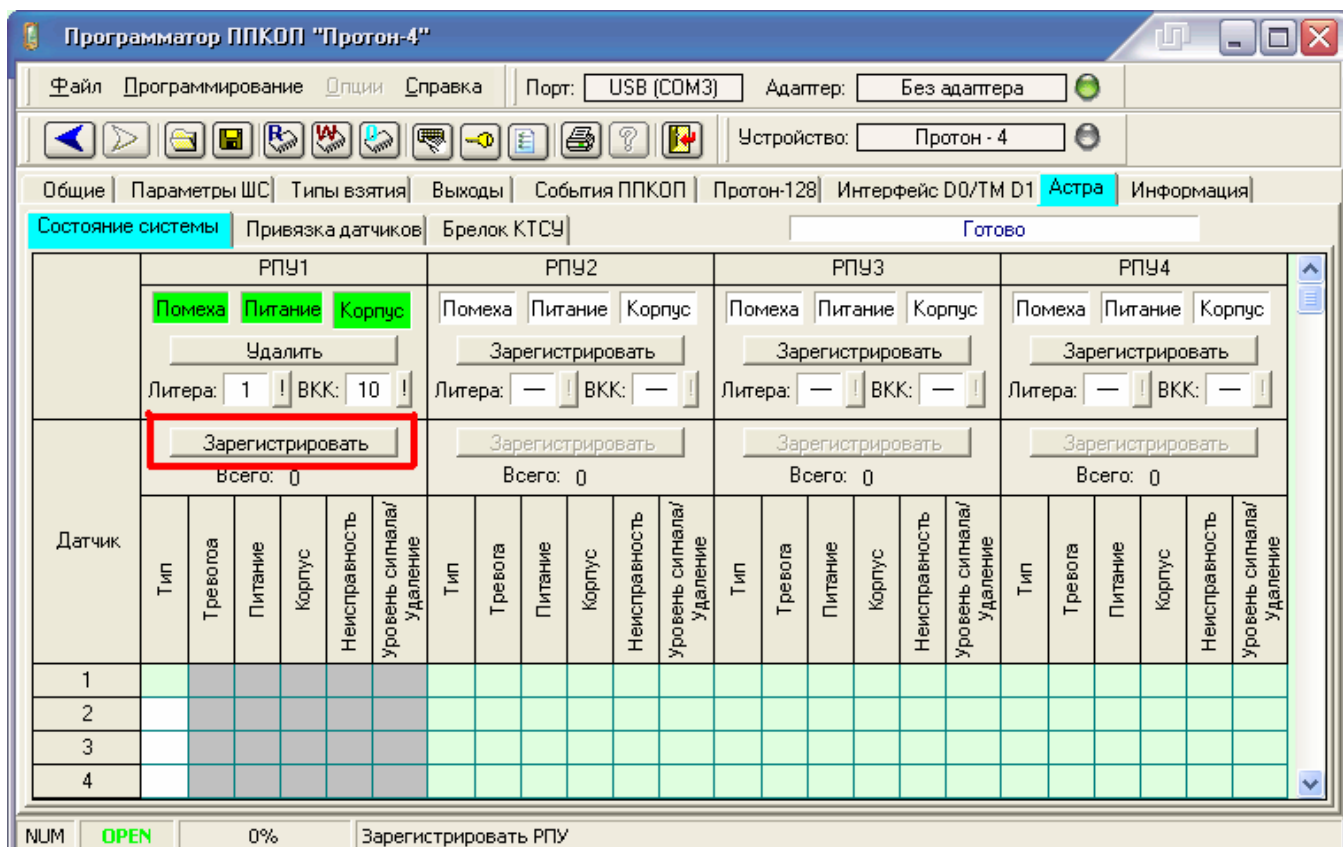 Программатор ППКОП "Протон-4"
Файл Программирование Опции Справка Порт: USB (COM3) Адаптер: Без адаптера
Устройство: Протон - 4
Общие Параметры ШС Типы взятия Выходы События ППКОП Протон-128 Интерфейс D0/TM D1 Астра Информация
Состояние системы Привязка датчиков Брелок КТСУ Готово
РПУ1 РПУ2 РПУ3 РПУ4
Помеха Питание Корпус Помеха Питание Корпус Помеха Питание Корпус Помеха Питание Корпус
Удалить Зарегистрировать Зарегистрировать Зарегистрировать
Литера: 1 ! ВКК: 10 ! Литера: — ! ВКК: — ! Литера: — ! ВКК: — ! Литера: — ! ВКК: — !
Зарегистрировать Зарегистрировать Зарегистрировать Зарегистрировать
Всего: 0 Всего: 0 Всего: 0 Всего: 0
Датчик Тип Тревогоа Питание Корпус Неисправность Уровень сигнала/ Удаление Тип Тревога Питание Корпус Неисправность Уровень сигнала/ Удаление Тип Тревога Питание Корпус Неисправность Уровень сигнала/ Удаление Тип Тревога Питание Корпус Неисправность Уровень сигнала/ Удаление
1
2
3
4
NUM OPEN 0% Зарегистрировать РПУ